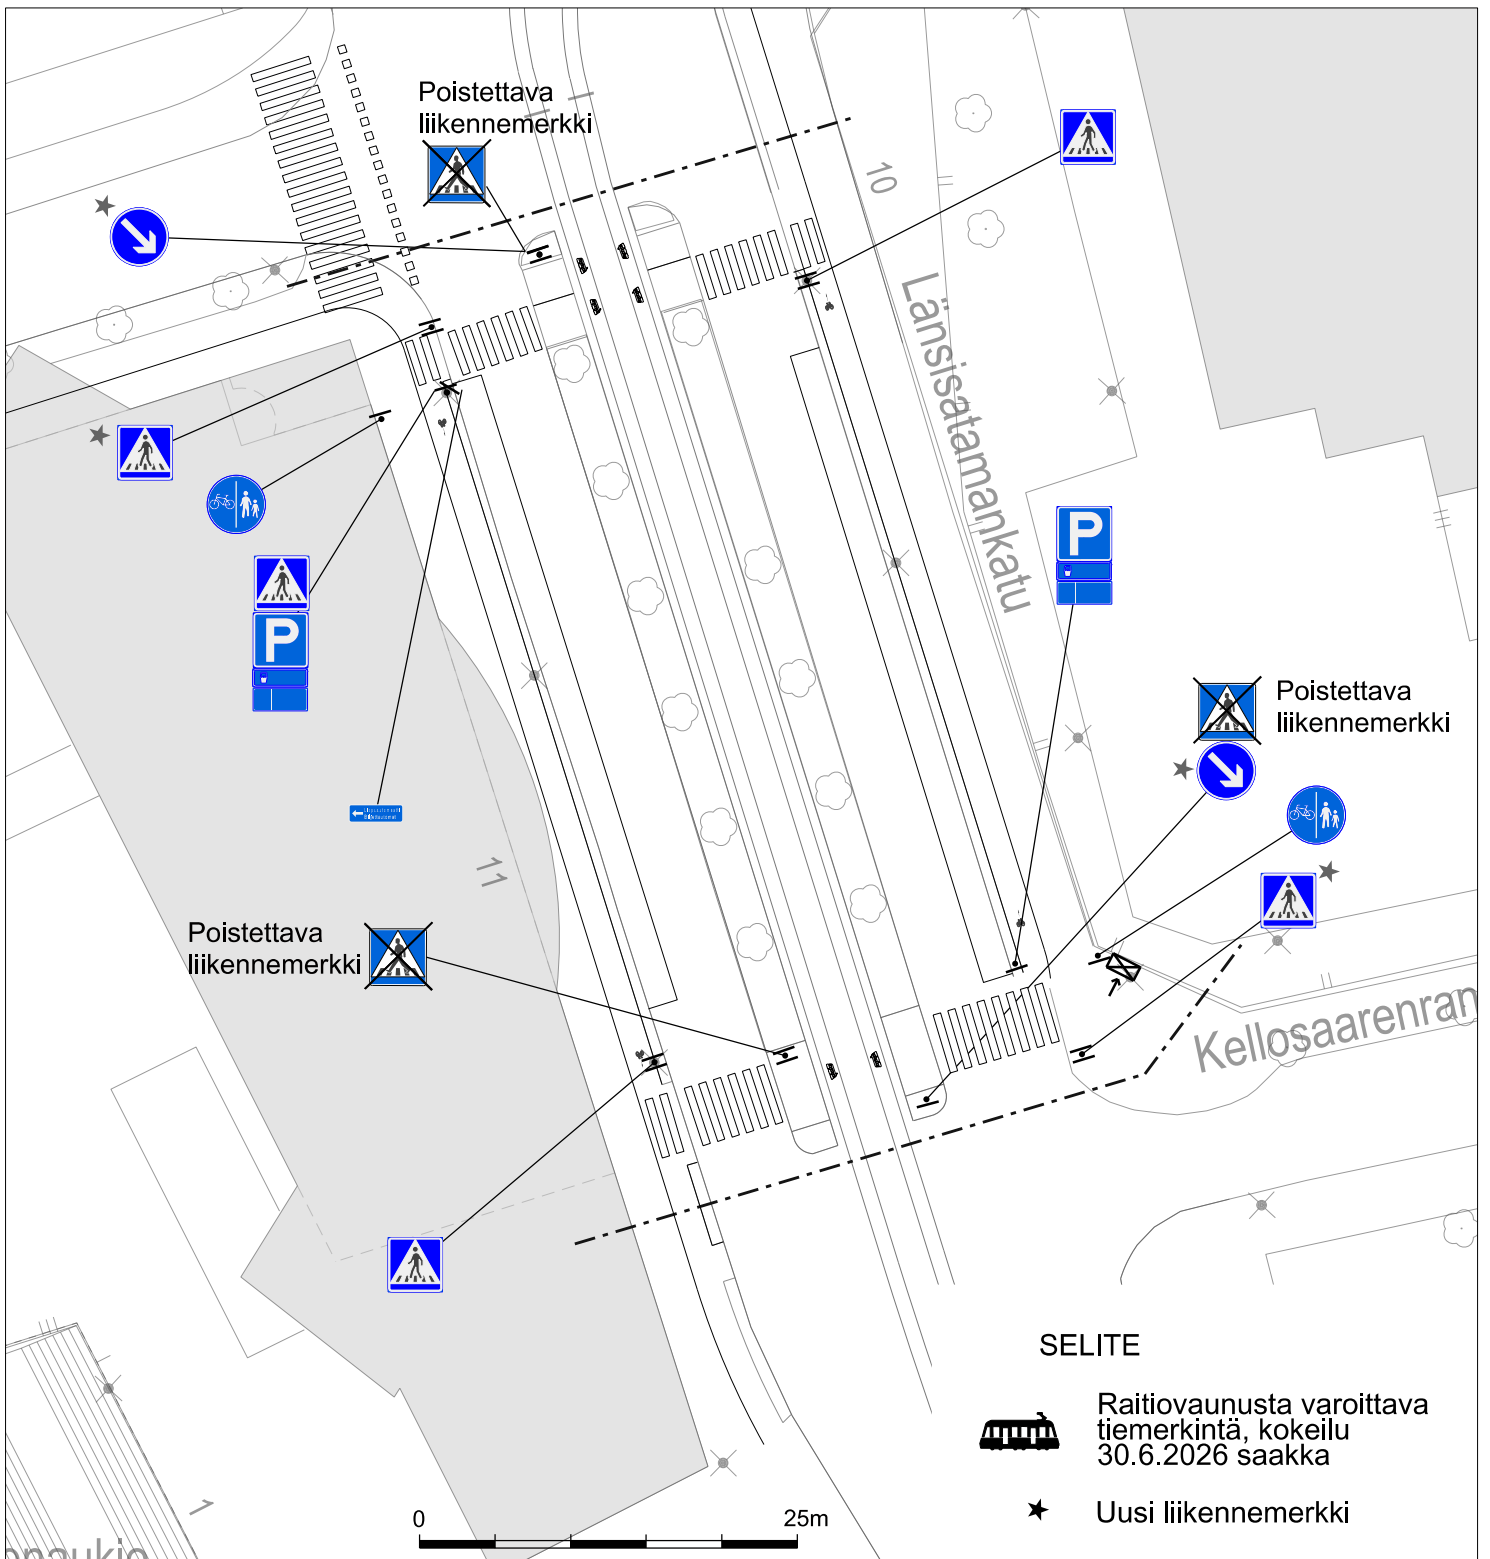 Poistettava
liikennemerkki
10
Länsisatamankatu
P
P
Poistettava
liikennemerkki
11
Poistettava
liikennemerkki
Kellosaarenran
SELITE
Raitiovaunusta varoittava
tiemerkintä, kokeilu
30.6.2026 saakka
Uusi liikennemerkki
1
0
25m